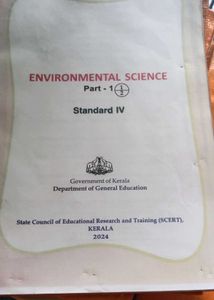 ENVIRONMENTAL SCIENCE
Part - 1
Standard IV
Government of Kerala
Department of General Education
State Council of Educational Research and Training (SCERT),
KERALA
2024